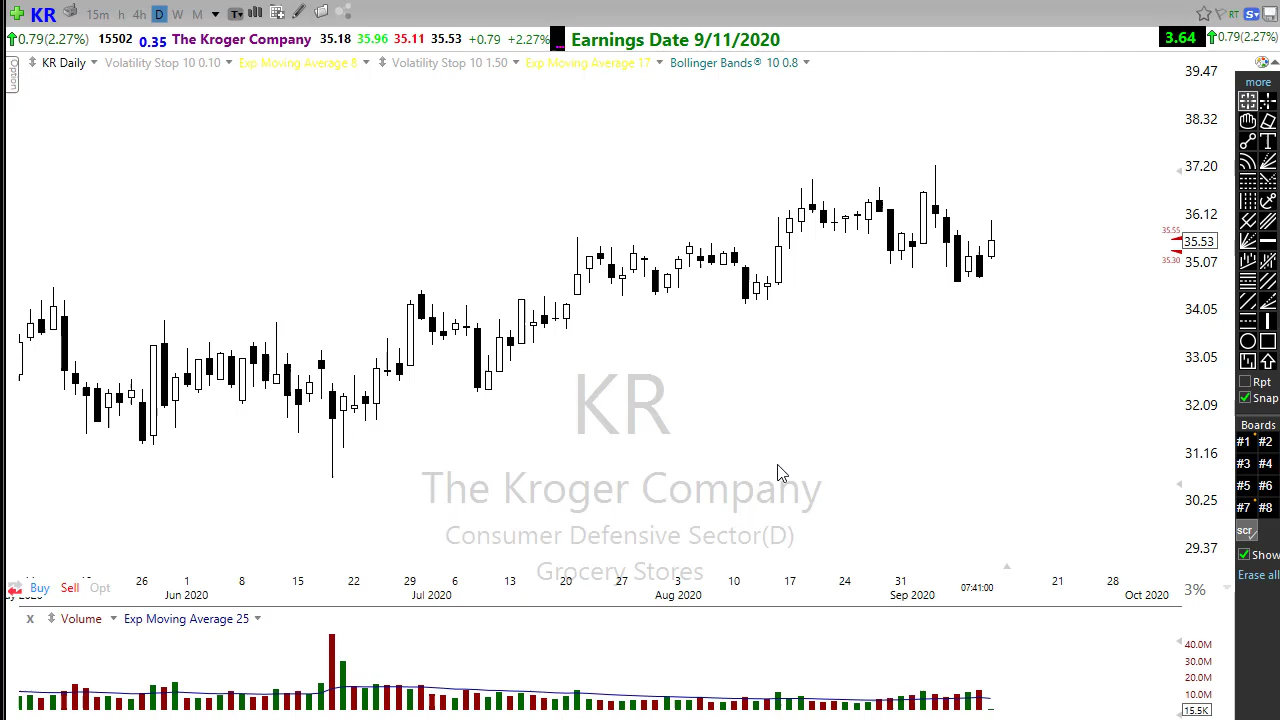 KR 15m h 4h D W M T RT S
0.79(2.27%) 15502 0.35 The Kroger Company 35.18 35.96 35.11 35.53 +0.79 +2.27% ... Earnings Date 9/11/2020 3.64 0.79(2.27%)
Option
KR Daily Volatility Stop 10 0.10 Exp Moving Average 8 Volatility Stop 10 1.50 Exp Moving Average 17 Bollinger Bands® 10 0.8
39.47
more
38.32
37.20
36.12
35.55
35.53
35.30
35.07
34.05
33.05
Rpt
Snap
32.09
Boards
#1 #2
31.16
#3 #4
#5 #6
30.25
#7 #8
scr
29.37
Show
Erase all
KR
The Kroger Company
Consumer Defensive Sector(D)
Grocery Stores
26 1 8 15 22 29 6 13 20 27 3 10 17 24 31 21 28
Buy Sell Opt 07:41:00 3%
Jun 2020 Jul 2020 Aug 2020 Sep 2020 Oct 2020
x Volume Exp Moving Average 25
40.0M
30.0M
20.0M
10.0M
15.5K